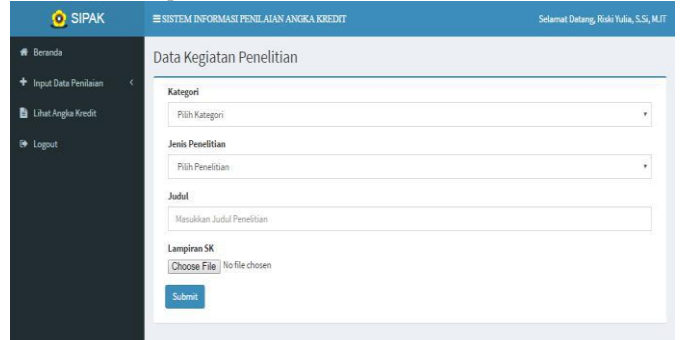 SIPAK
SISTEM INFORMASI PENILAIAN ANGKA KREDIT
Selamat Datang, Riski Yulia, S.Si, M.IT
Beranda
Input Data Penilaian
Lihat Angka Kredit
Logout
Data Kegiatan Penelitian
Kategori
Pilih Kategori
Jenis Penelitian
Pilih Penelitian
Judul
Masukkan Judul Penelitian
Lampiran SK
Choose File No file chosen
Submit